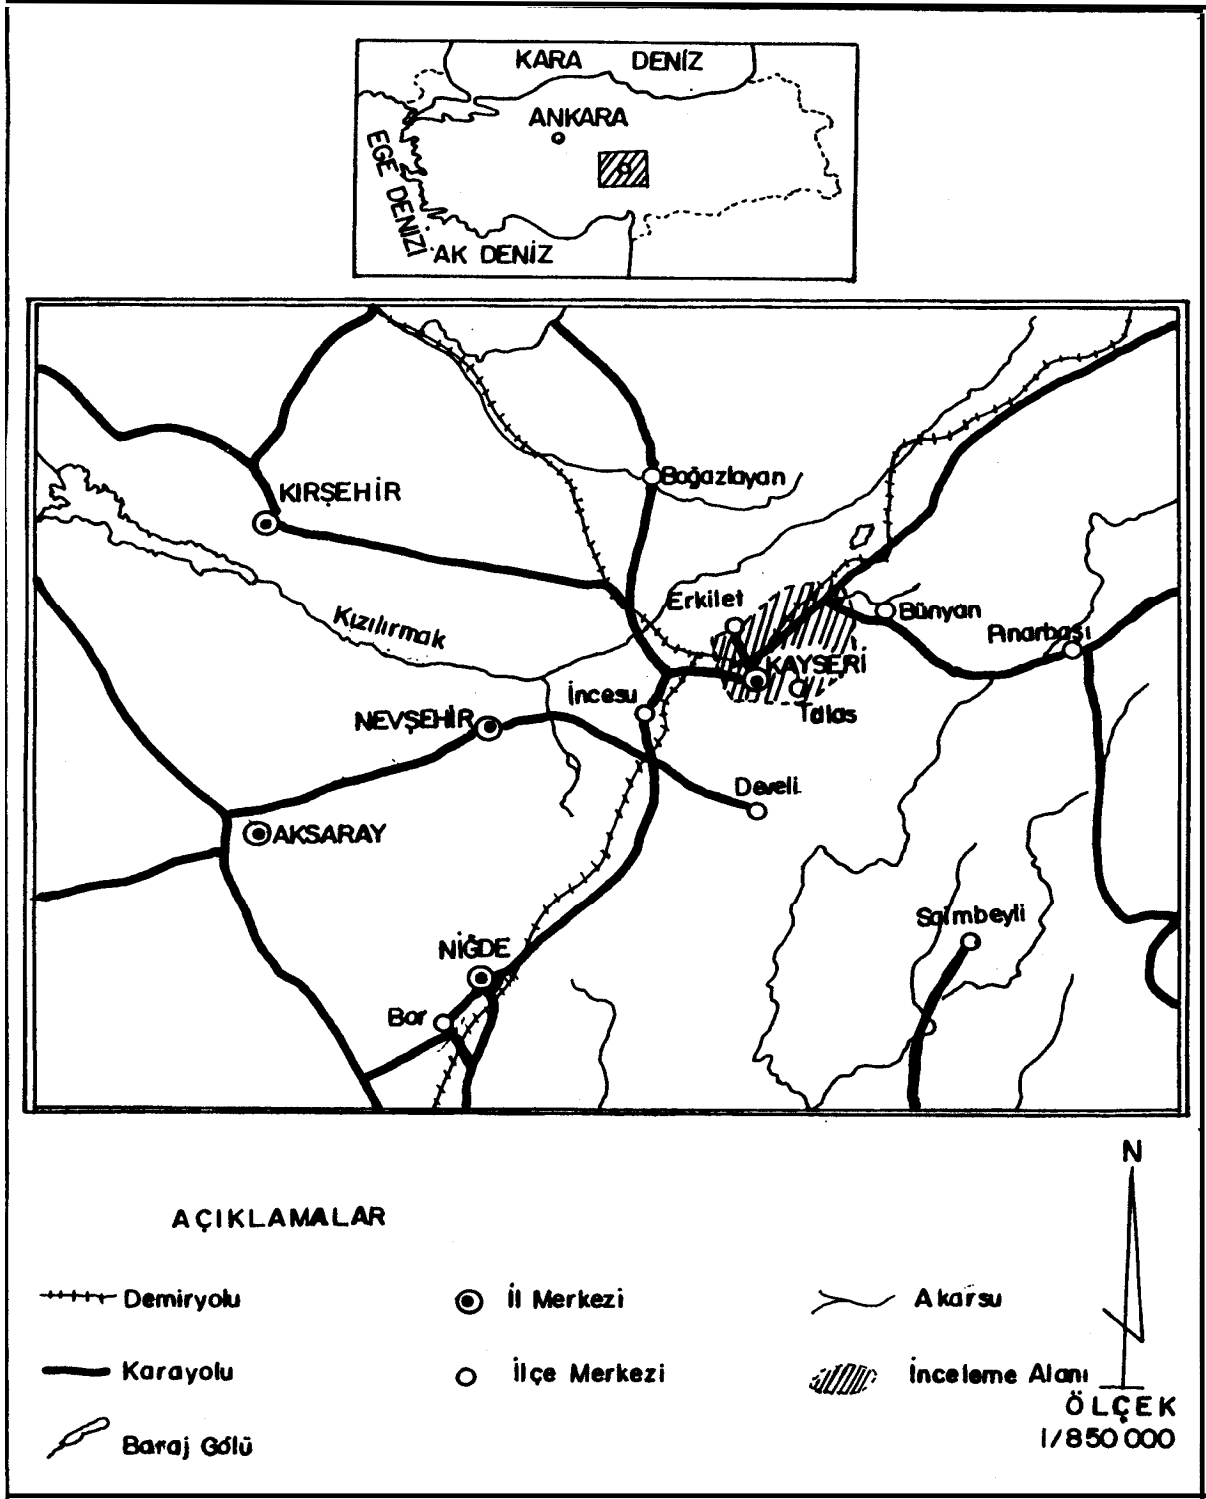 KARA DENİZ
ANKARA
EGE DENİZİ
AK DENİZ
Boğazlayan
KIRŞEHİR
Erkilet
Bünyan
Kızılırmak
Pınarbaşı
KAYSERİ
İncesu
Talas
NEVŞEHİR
Develi
AKSARAY
Saimbeyli
NİĞDE
Bor
N
AÇIKLAMALAR
Demiryolu
İl Merkezi
Akarsu
Karayolu
İlçe Merkezi
İnceleme Alanı
Baraj Gölü
ÖLÇEK
1/850 000